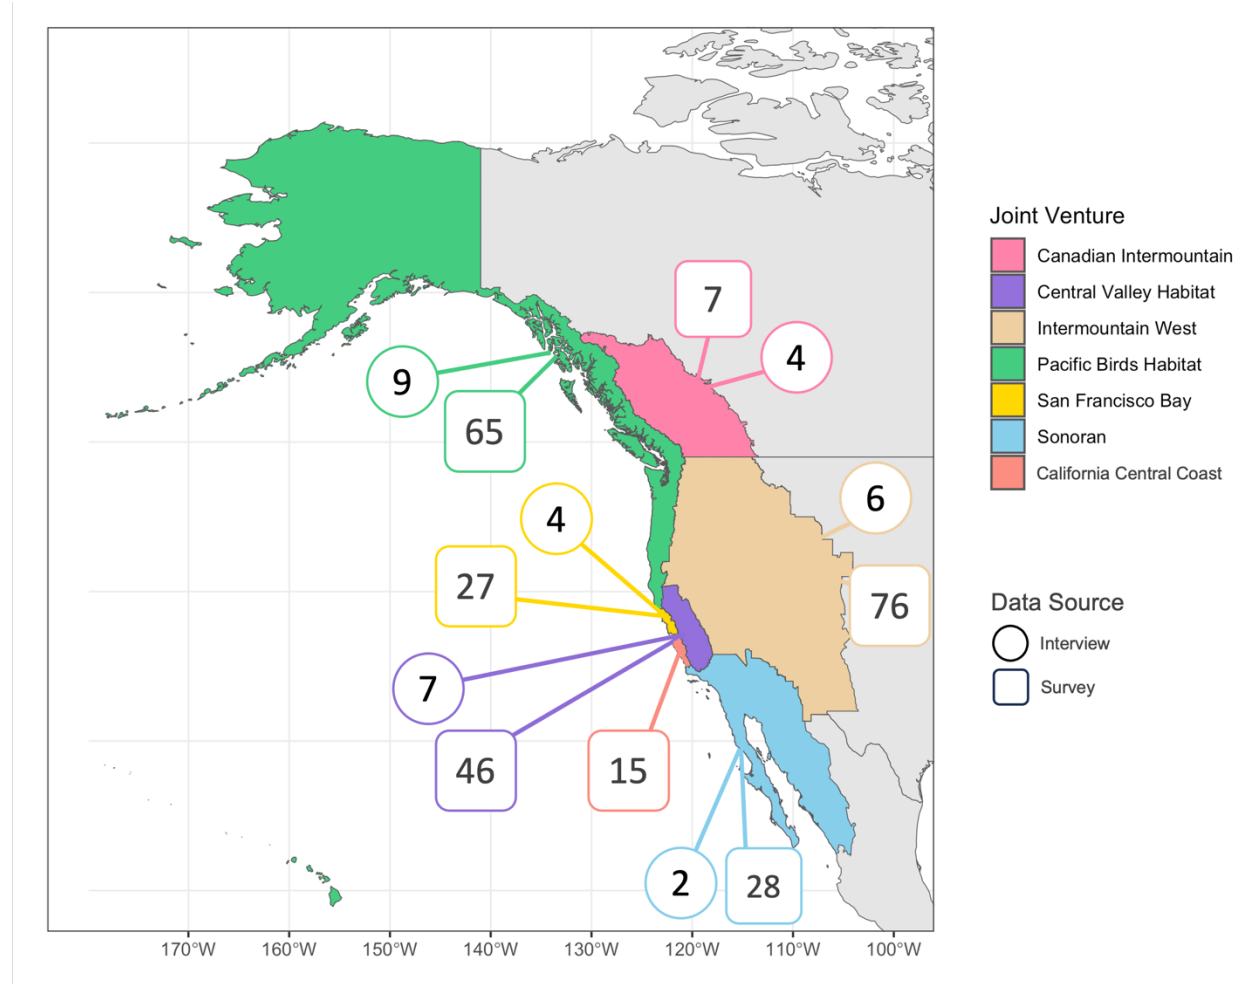 Joint Venture
Canadian Intermountain
Central Valley Habitat
Intermountain West
Pacific Birds Habitat
San Francisco Bay
Sonoran
California Central Coast
7
4
9
65
6
4
27
76
7
46
15
2
28
Data Source
Interview
Survey
170°W 160°W 150°W 140°W 130°W 120°W 110°W 100°W